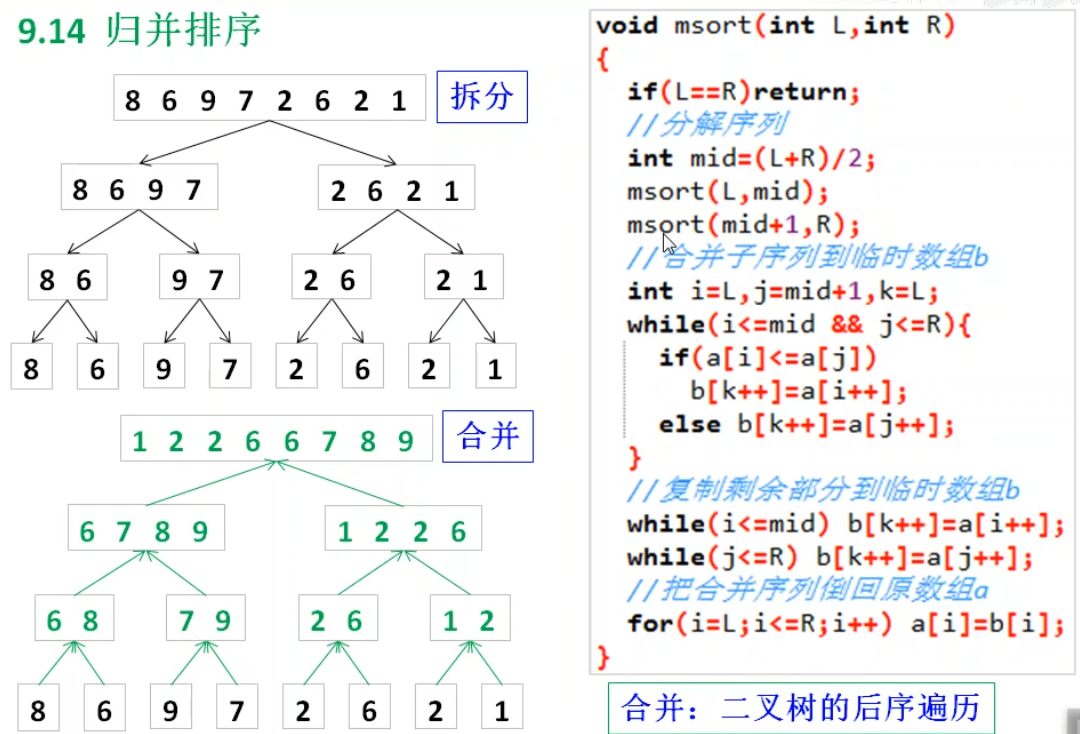 9.14 归并排序
8 6 9 7 2 6 2 1
拆分
8 6 9 7
2 6 2 1
8 6
9 7
2 6
2 1
8
6
9
7
2
6
2
1
1 2 2 6 6 7 8 9
合并
6 7 8 9
1 2 2 6
6 8
7 9
2 6
1 2
8
6
9
7
2
6
2
1
void msort(int L,int R)
{
if(L==R)return;
//分解序列
int mid=(L+R)/2;
msort(L,mid);
msort(mid+1,R);
//合并子序列到临时数组b
int i=L,j=mid+1,k=L;
while(i<=mid && j<=R){
if(a[i]<=a[j])
b[k++]=a[i++];
else b[k++]=a[j++];
}
//复制剩余部分到临时数组b
while(i<=mid) b[k++]=a[i++];
while(j<=R) b[k++]=a[j++];
//把合并序列倒回原数组a
for(i=L;i<=R;i++) a[i]=b[i];
}
合并：二叉树的后序遍历